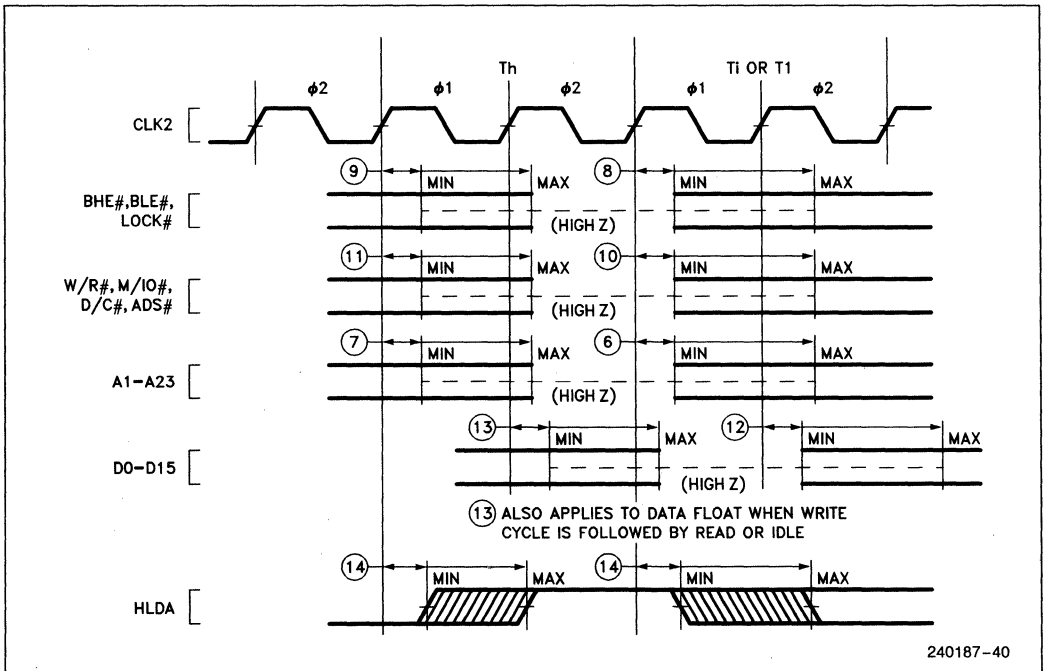 Th Ti OR T1
ϕ2 ϕ1 ϕ2 ϕ1 ϕ2
CLK2
9 MIN MAX 8 MIN MAX
BHE#,BLE#,
LOCK#
(HIGH Z)
11 MIN MAX 10 MIN MAX
W/R#,M/IO#,
D/C#,ADS#
(HIGH Z)
7 MIN MAX 6 MIN MAX
A1-A23
(HIGH Z)
13 MIN MAX 12 MIN MAX
D0-D15
(HIGH Z)
13 ALSO APPLIES TO DATA FLOAT WHEN WRITE
CYCLE IS FOLLOWED BY READ OR IDLE
14 MIN MAX 14 MIN MAX
HLDA
240187-40